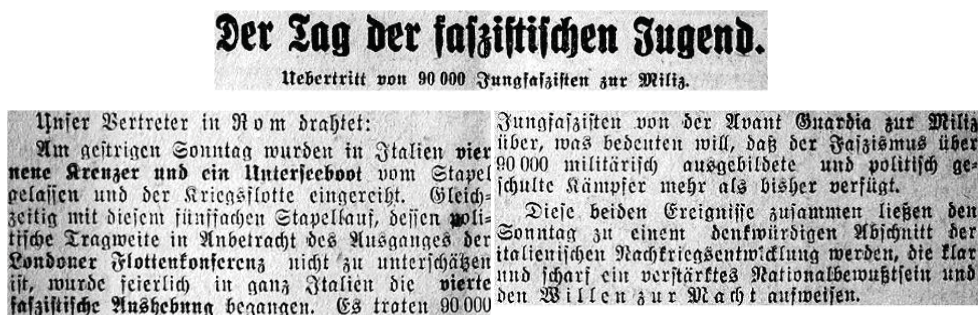 Der Tag der faszistischen Jugend.
Uebertritt von 90 000 Jungfaszisten zur Miliz.
Unser Vertreter in Rom drahtet:
Am gestrigen Sonntag wurden in Italien vier
neue Kreuzer und ein Unterseeboot vom Stapel
gelassen und der Kriegsflotte eingereiht. Gleich-
zeitig mit diesem fünffachen Stapellauf, dessen poli-
tische Tragweite in Anbetracht des Ausganges der
Londoner Flottenkonferenz nicht zu unterschätzen
ist, wurde feierlich in ganz Italien die vierte
faszistische Aushebung begangen. Es traten 90 000
Jungfaszisten von der Avant Guardia zur Miliz
über, was bedeuten will, daß der Faszismus über
90 000 militärisch ausgebildete und politisch ge-
schulte Kämpfer mehr als bisher verfügt.
Diese beiden Ereignisse zusammen ließen den
Sonntag zu einem denkwürdigen Abschnitt der
italienischen Nachkriegsentwicklung werden, die klar
und scharf ein verstärktes Nationalbewußtsein und
den Willen zur Macht aufweisen.